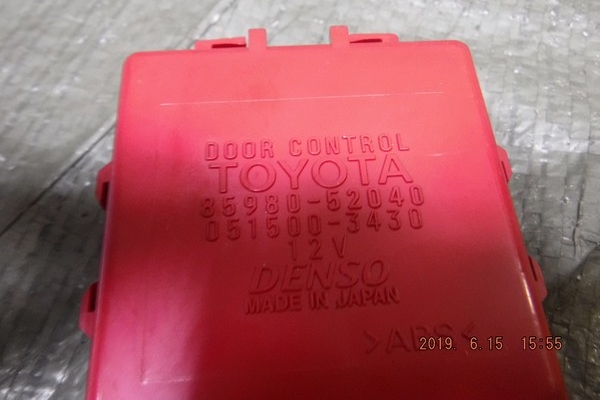 DOOR CONTROL
TOYOTA
85980-52040
051500-3430
12V
DENSO
MADE IN JAPAN
>ABS<
2019. 6.15 15:55